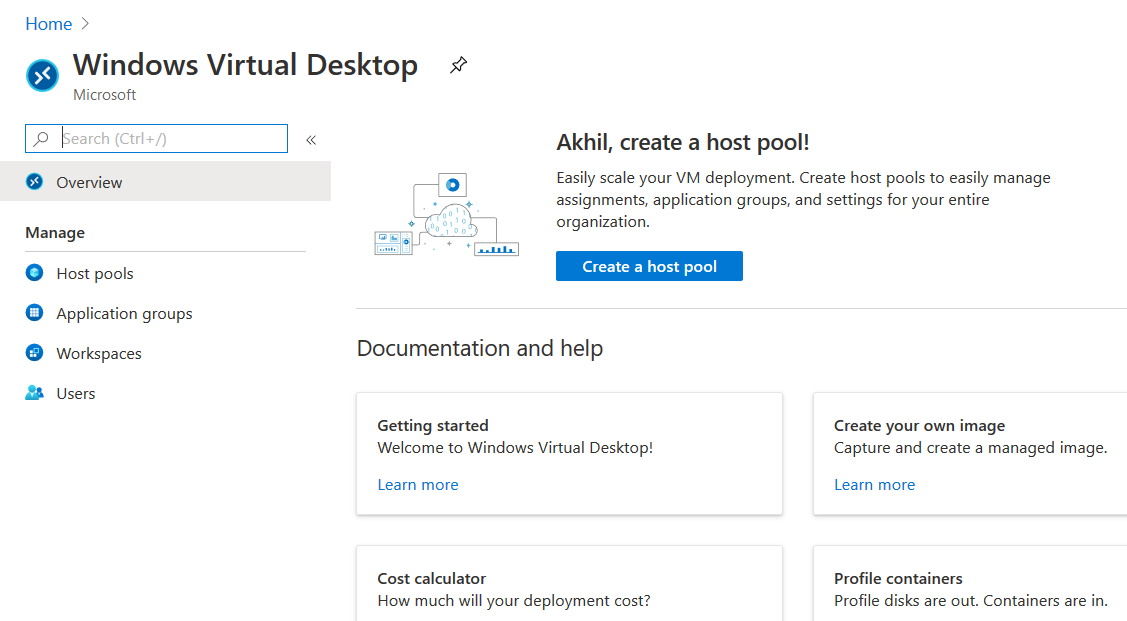 Home >
Windows Virtual Desktop
Microsoft
Search (Ctrl+/)
«
Overview
Manage
Host pools
Application groups
Workspaces
Users
Akhil, create a host pool!
Easily scale your VM deployment. Create host pools to easily manage
assignments, application groups, and settings for your entire
organization.
Create a host pool
Documentation and help
Getting started
Welcome to Windows Virtual Desktop!
Learn more
Create your own image
Capture and create a managed image.
Learn more
Cost calculator
How much will your deployment cost?
Profile containers
Profile disks are out. Containers are in.